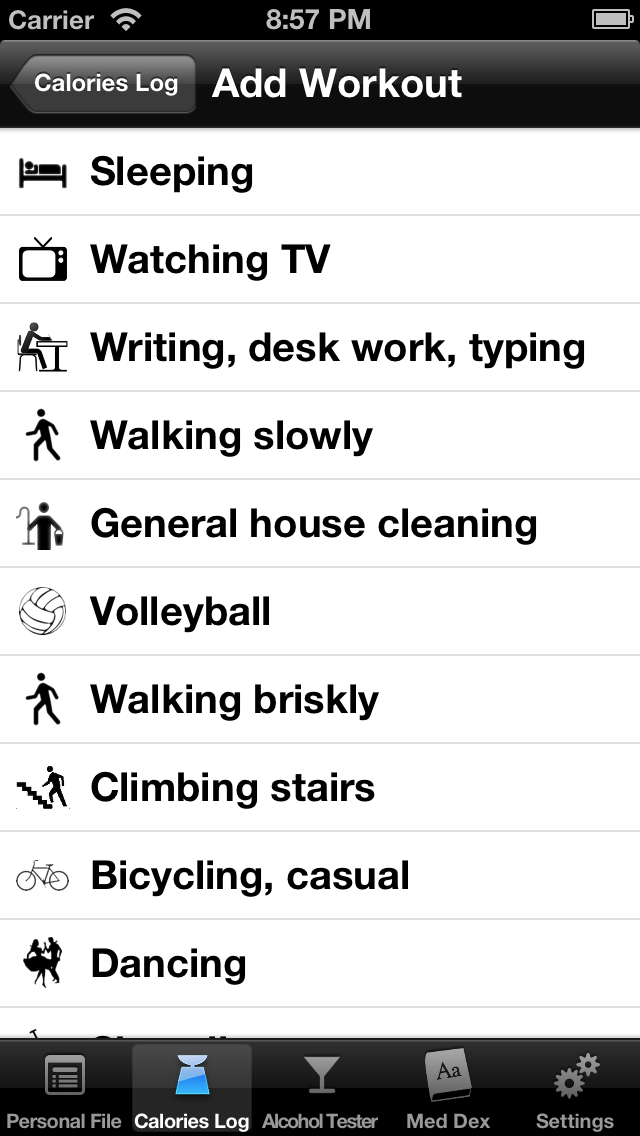 Carrier 8:57 PM
Calories Log Add Workout
Sleeping
Watching TV
Writing, desk work, typing
Walking slowly
General house cleaning
Volleyball
Walking briskly
Climbing stairs
Bicycling, casual
Dancing
Aa
Personal File Calories Log Alcohol Tester Med Dex Settings